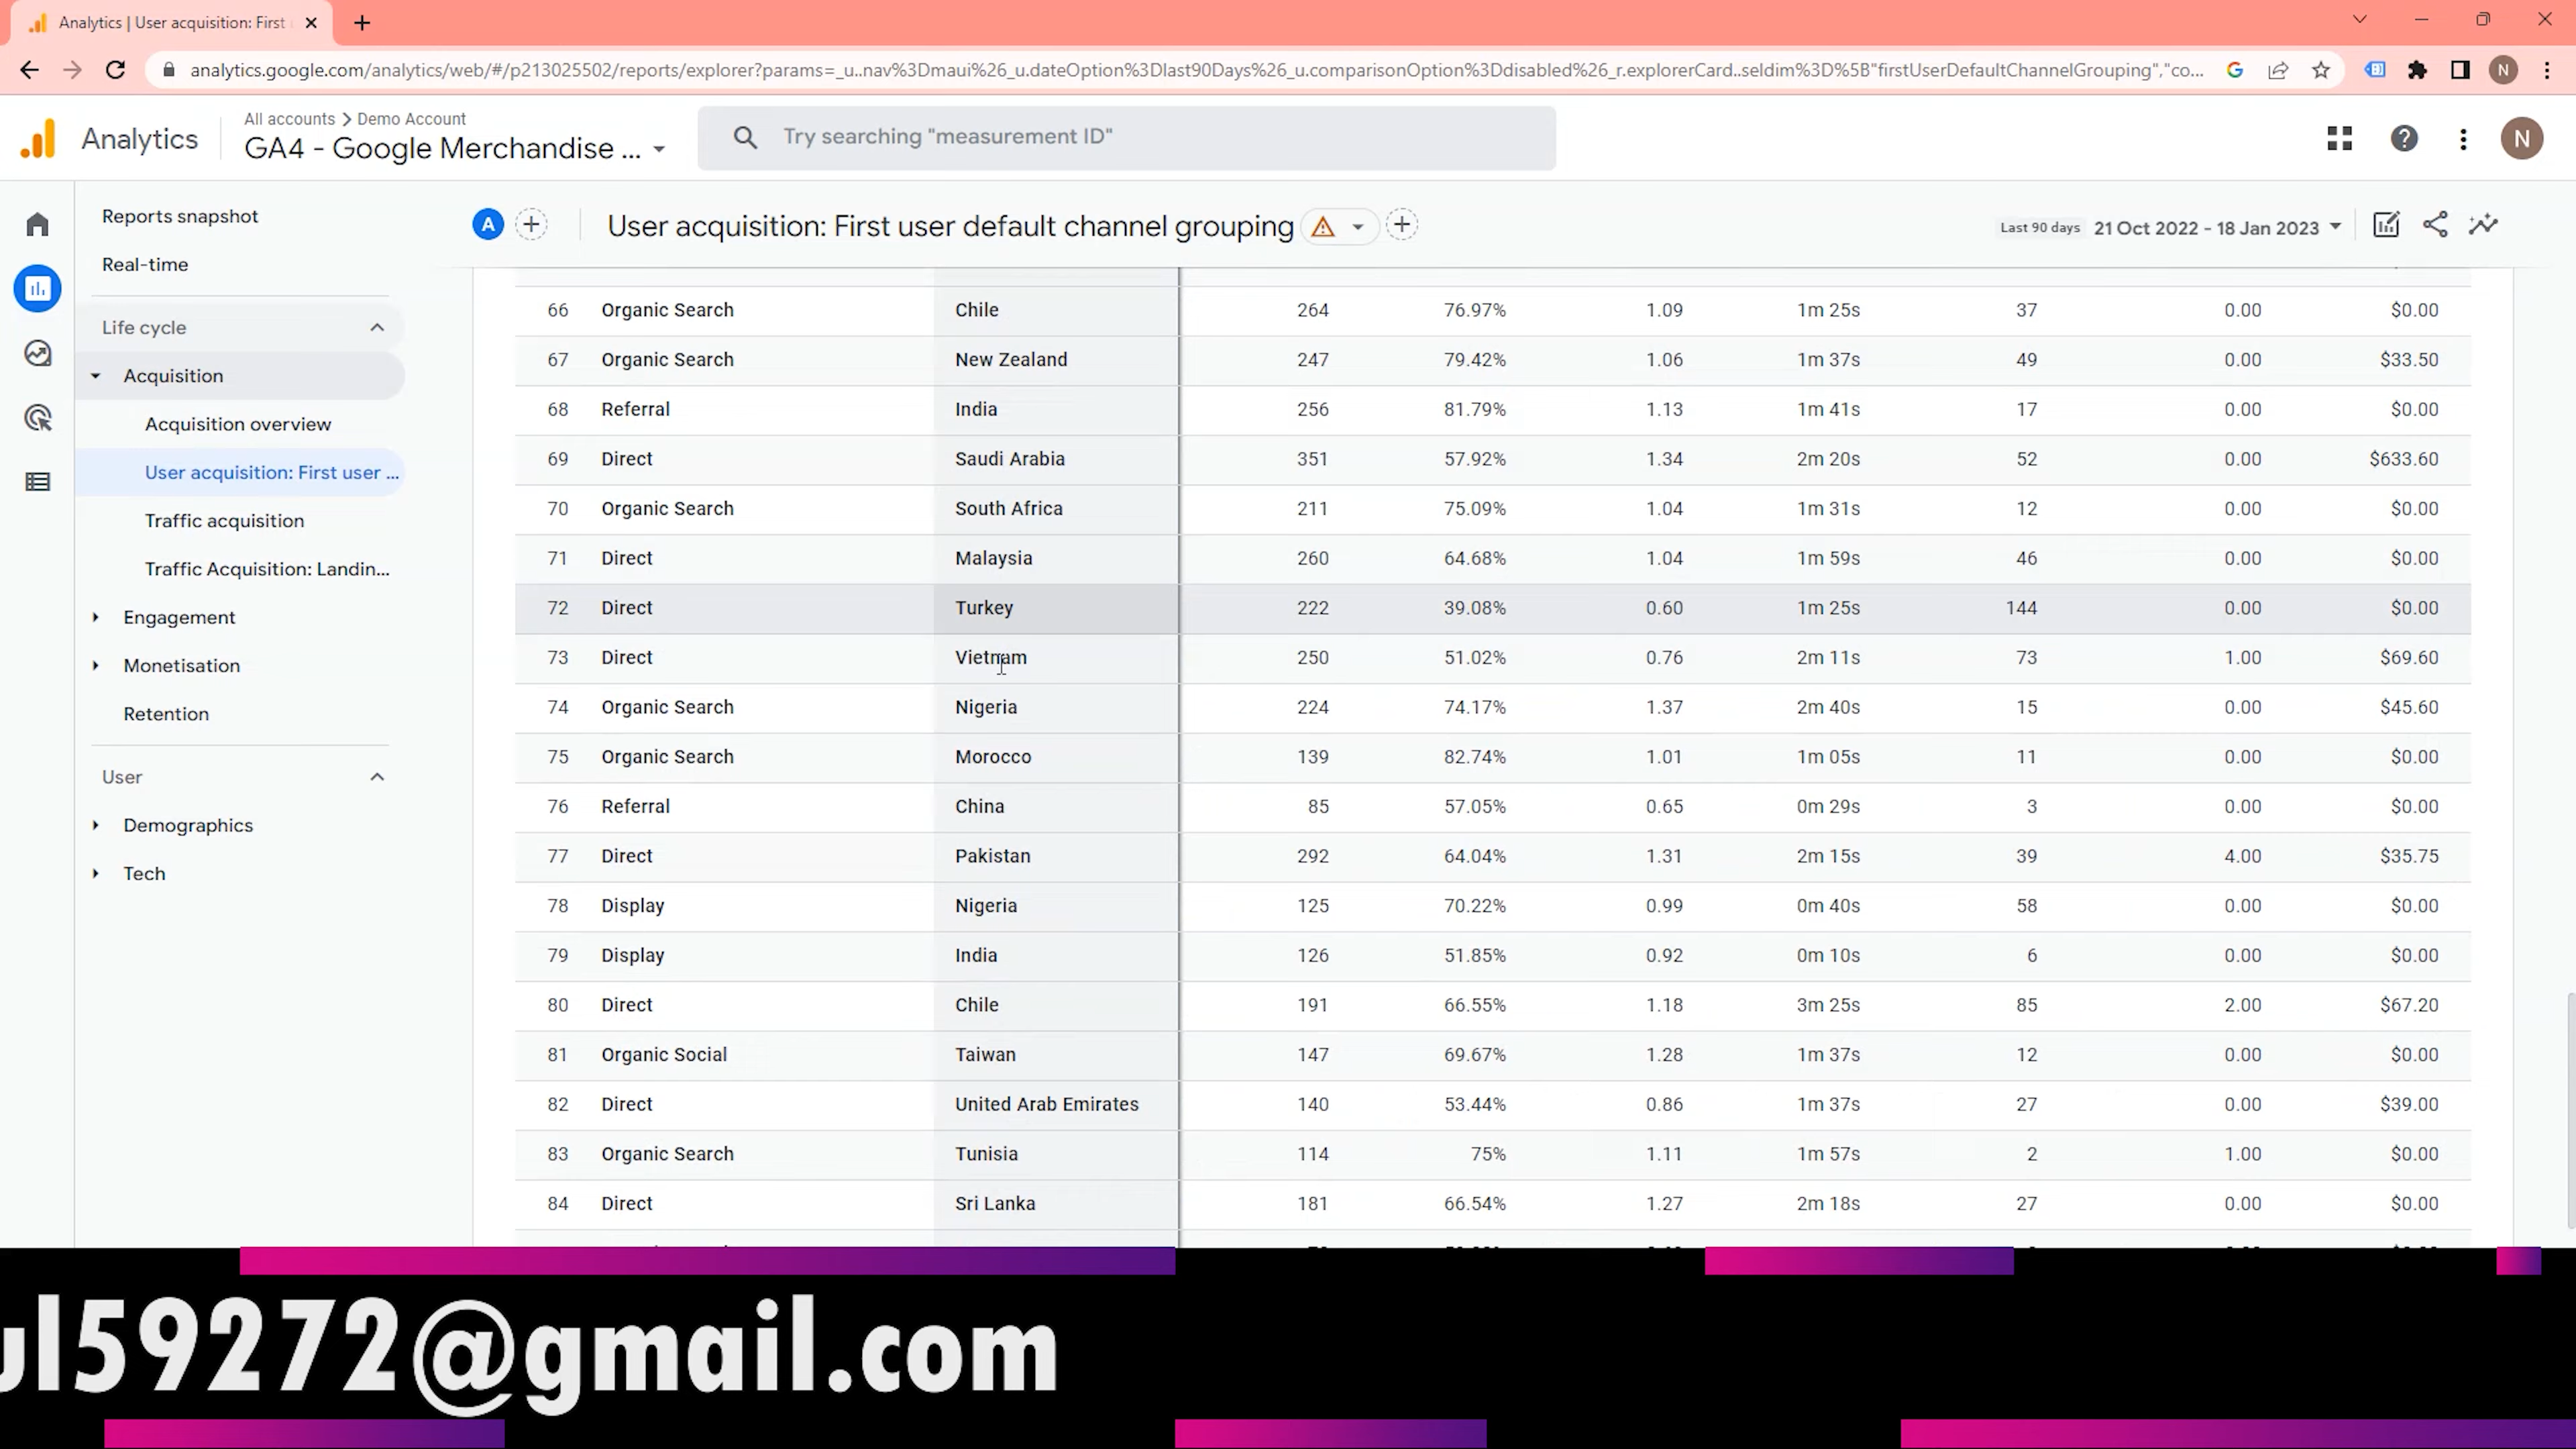 Analytics | User acquisition: First
analytics.google.com/analytics/web/#/p213025502/reports/explorer?params=_u..nav%3Dmaui%26_u.dateOption%3Dlast90Days%26_u.comparisonOption%3Ddisabled%26_r.explorerCard..seldim%3D%5B"firstUserDefaultChannelGrouping","co...
N
Analytics
All accounts > Demo Account
GA4 - Google Merchandise ...
Try searching "measurement ID"
N
Reports snapshot
Real-time
Life cycle
Acquisition
Acquisition overview
User acquisition: First user ...
Traffic acquisition
Traffic Acquisition: Landin...
Engagement
Monetisation
Retention
User
Demographics
Tech
A
User acquisition: First user default channel grouping
Last 90 days 21 Oct 2022 - 18 Jan 2023
66 Organic Search Chile 264 76.97% 1.09 1m 25s 37 0.00 $0.00
67 Organic Search New Zealand 247 79.42% 1.06 1m 37s 49 0.00 $33.50
68 Referral India 256 81.79% 1.13 1m 41s 17 0.00 $0.00
69 Direct Saudi Arabia 351 57.92% 1.34 2m 20s 52 0.00 $633.60
70 Organic Search South Africa 211 75.09% 1.04 1m 31s 12 0.00 $0.00
71 Direct Malaysia 260 64.68% 1.04 1m 59s 46 0.00 $0.00
72 Direct Turkey 222 39.08% 0.60 1m 25s 144 0.00 $0.00
73 Direct Vietnam 250 51.02% 0.76 2m 11s 73 1.00 $69.60
74 Organic Search Nigeria 224 74.17% 1.37 2m 40s 15 0.00 $45.60
75 Organic Search Morocco 139 82.74% 1.01 1m 05s 11 0.00 $0.00
76 Referral China 85 57.05% 0.65 0m 29s 3 0.00 $0.00
77 Direct Pakistan 292 64.04% 1.31 2m 15s 39 4.00 $35.75
78 Display Nigeria 125 70.22% 0.99 0m 40s 58 0.00 $0.00
79 Display India 126 51.85% 0.92 0m 10s 6 0.00 $0.00
80 Direct Chile 191 66.55% 1.18 3m 25s 85 2.00 $67.20
81 Organic Social Taiwan 147 69.67% 1.28 1m 37s 12 0.00 $0.00
82 Direct United Arab Emirates 140 53.44% 0.86 1m 37s 27 0.00 $39.00
83 Organic Search Tunisia 114 75% 1.11 1m 57s 2 1.00 $0.00
84 Direct Sri Lanka 181 66.54% 1.27 2m 18s 27 0.00 $0.00
ul59272@gmail.com